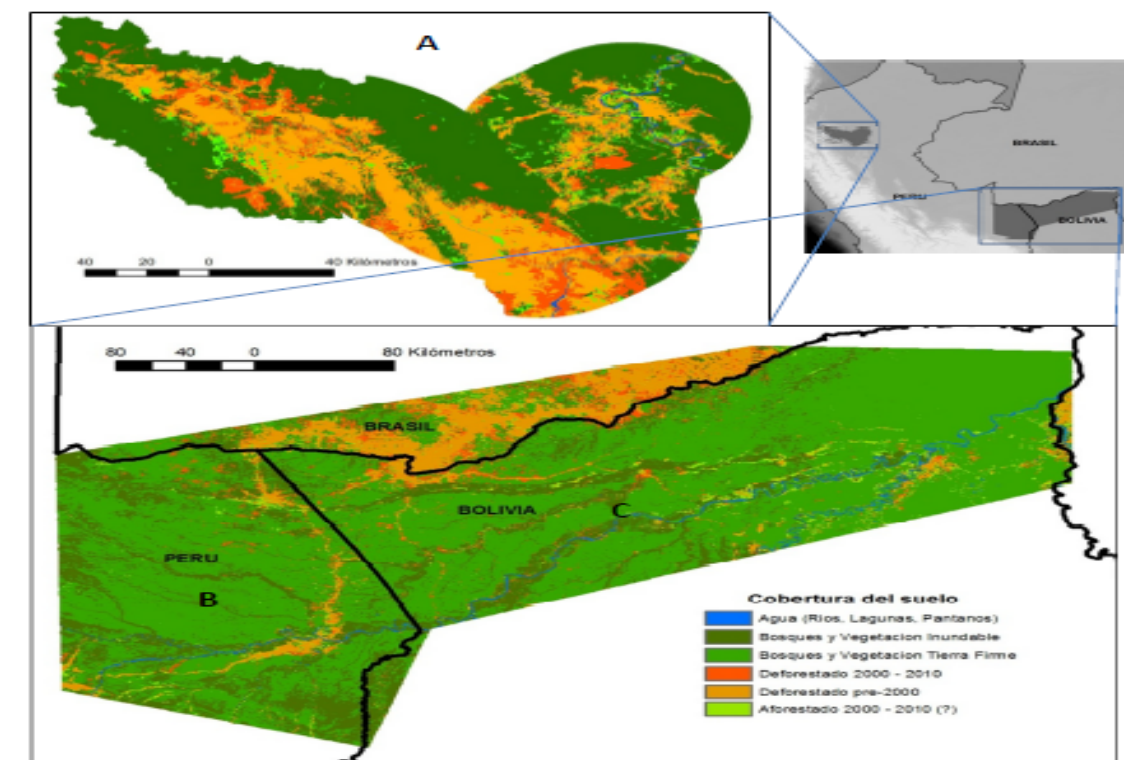 A
40 20 0 40 Kilómetros
BRASIL
PERU
BOLIVIA
80 40 0 80 Kilómetros
BRASIL
BOLIVIA
C
PERU
B
Cobertura del suelo
Agua (Rios, Lagunas, Pantanos)
Bosques y Vegetacion Inundable
Bosques y Vegetacion Tierra Firme
Deforestado 2000 - 2010
Deforestado pre-2000
Aforestado 2000 - 2010 (?)